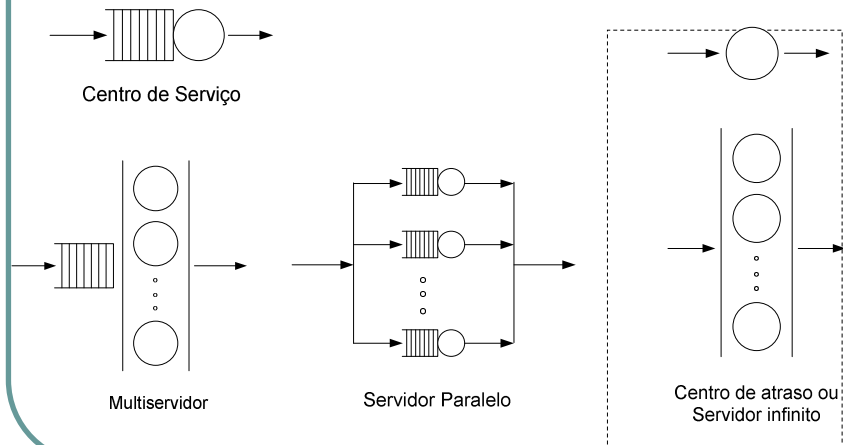 Centro de Serviço
Multiservidor
Servidor Paralelo
Centro de atraso ou
Servidor infinito